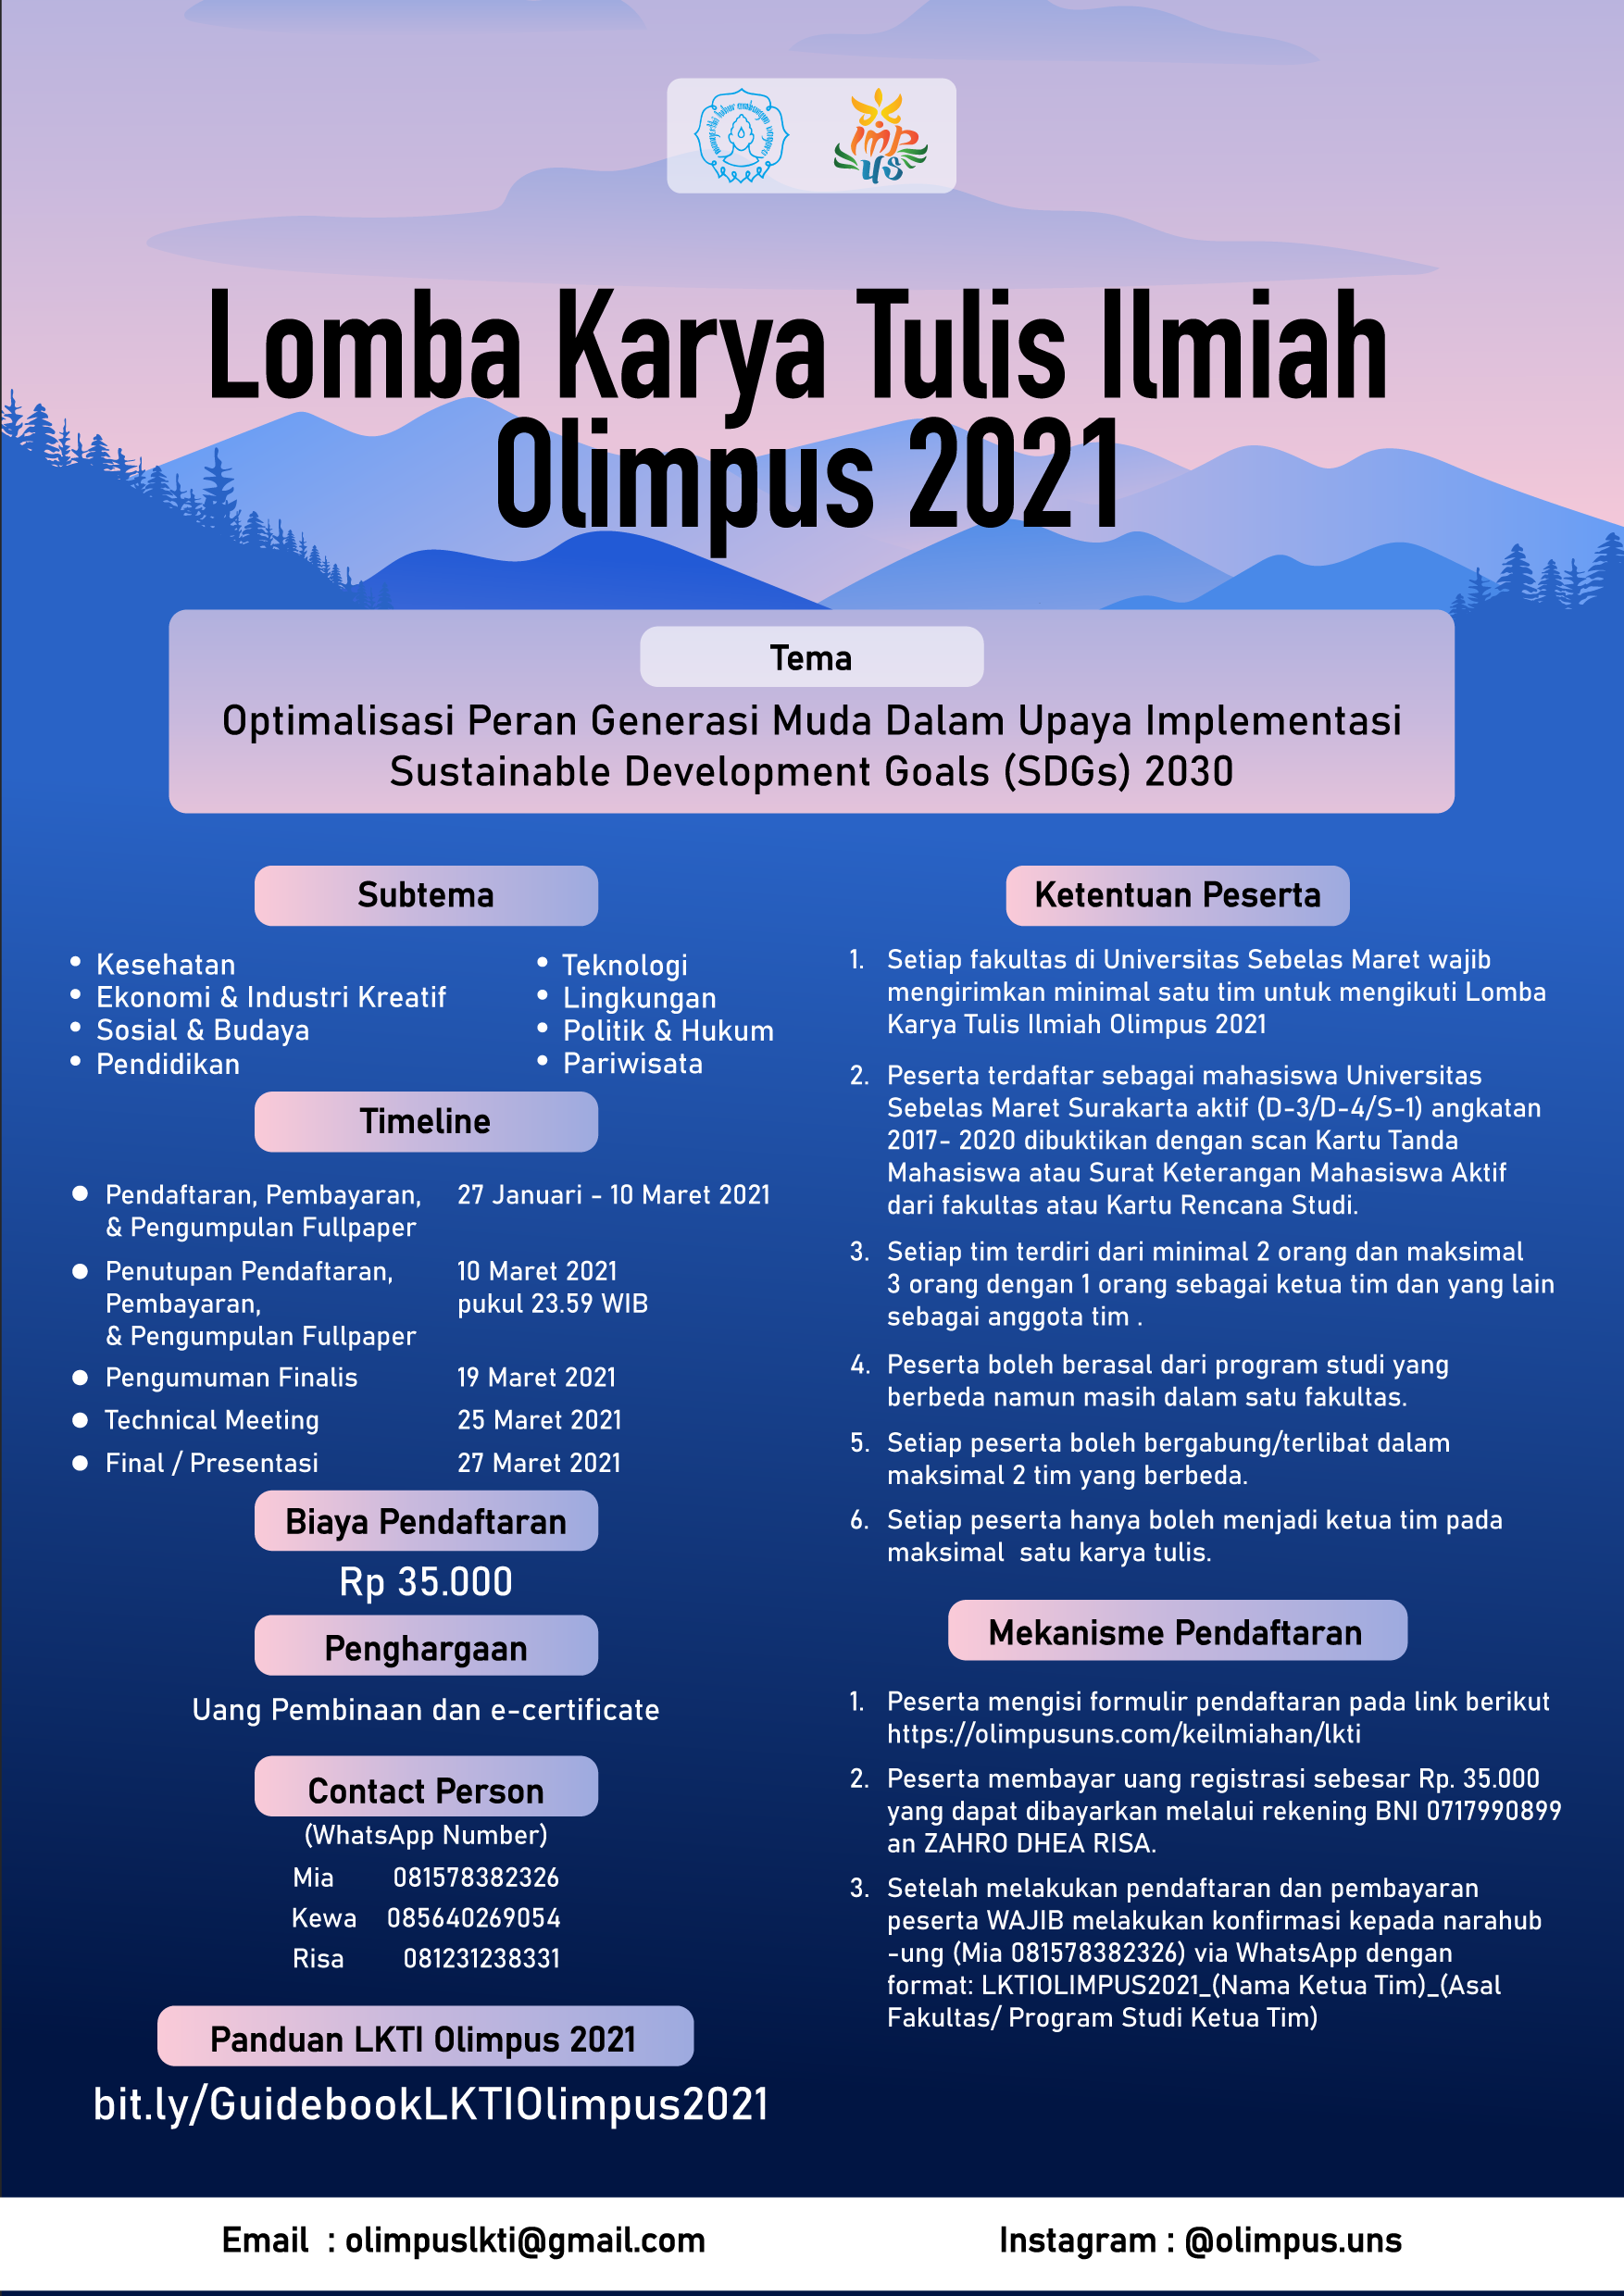 IMP
US
Lomba Karya Tulis Ilmiah
Olimpus 2021
Tema
Optimalisasi Peran Generasi Muda Dalam Upaya Implementasi
Sustainable Development Goals (SDGs) 2030
Subtema
• Kesehatan
• Ekonomi & Industri Kreatif
• Sosial & Budaya
• Pendidikan
• Teknologi
• Lingkungan
• Politik & Hukum
• Pariwisata
Timeline
• Pendaftaran, Pembayaran, 27 Januari - 10 Maret 2021
& Pengumpulan Fullpaper
• Penutupan Pendaftaran, 10 Maret 2021
Pembayaran, pukul 23.59 WIB
& Pengumpulan Fullpaper
• Pengumuman Finalis 19 Maret 2021
• Technical Meeting 25 Maret 2021
• Final / Presentasi 27 Maret 2021
Biaya Pendaftaran
Rp 35.000
Penghargaan
Uang Pembinaan dan e-certificate
Contact Person
(WhatsApp Number)
Mia 081578382326
Kewa 085640269054
Risa 081231238331
Panduan LKTI Olimpus 2021
bit.ly/GuidebookLKTIOlimpus2021
Ketentuan Peserta
1. Setiap fakultas di Universitas Sebelas Maret wajib
mengirimkan minimal satu tim untuk mengikuti Lomba
Karya Tulis Ilmiah Olimpus 2021
2. Peserta terdaftar sebagai mahasiswa Universitas
Sebelas Maret Surakarta aktif (D-3/D-4/S-1) angkatan
2017- 2020 dibuktikan dengan scan Kartu Tanda
Mahasiswa atau Surat Keterangan Mahasiswa Aktif
dari fakultas atau Kartu Rencana Studi.
3. Setiap tim terdiri dari minimal 2 orang dan maksimal
3 orang dengan 1 orang sebagai ketua tim dan yang lain
sebagai anggota tim .
4. Peserta boleh berasal dari program studi yang
berbeda namun masih dalam satu fakultas.
5. Setiap peserta boleh bergabung/terlibat dalam
maksimal 2 tim yang berbeda.
6. Setiap peserta hanya boleh menjadi ketua tim pada
maksimal satu karya tulis.
Mekanisme Pendaftaran
1. Peserta mengisi formulir pendaftaran pada link berikut
https://olimpusuns.com/keilmiahan/lkti
2. Peserta membayar uang registrasi sebesar Rp. 35.000
yang dapat dibayarkan melalui rekening BNI 0717990899
an ZAHRO DHEA RISA.
3. Setelah melakukan pendaftaran dan pembayaran
peserta WAJIB melakukan konfirmasi kepada narahub
-ung (Mia 081578382326) via WhatsApp dengan
format: LKTIOLIMPUS2021_(Nama Ketua Tim)_(Asal
Fakultas/ Program Studi Ketua Tim)
Email : olimpuslkti@gmail.com
Instagram : @olimpus.uns